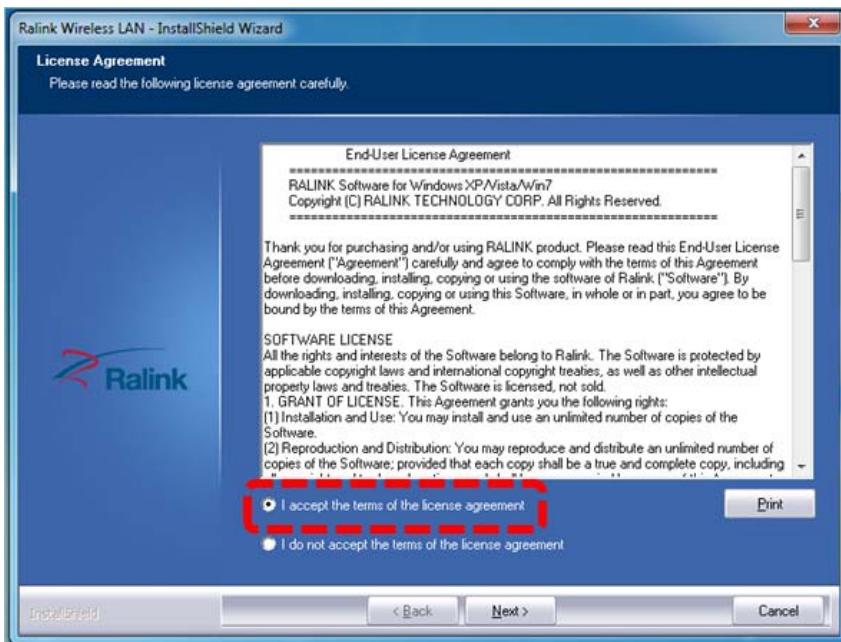 Ralink Wireless LAN - InstallShield Wizard
License Agreement
Please read the following license agreement carefully.
End-User License Agreement
==========================================================
RALINK Software for Windows XP/Vista/Win7
Copyright (C) RALINK TECHNOLOGY CORP. All Rights Reserved.
==========================================================
Thank you for purchasing and/or using RALINK product. Please read this End-User License
Agreement ("Agreement") carefully and agree to comply with the terms of this Agreement
before downloading, installing, copying or using the software of Ralink ("Software"). By
downloading, installing, copying or using this Software, in whole or in part, you agree to be
bound by the terms of this Agreement.
SOFTWARE LICENSE
All the rights and interests of the Software belong to Ralink. The Software is protected by
applicable copyright laws and international copyright treaties, as well as other intellectual
property laws and treaties. The Software is licensed, not sold.
1. GRANT OF LICENSE. This Agreement grants you the following rights:
(1) Installation and Use: You may install and use an unlimited number of copies of the
Software.
(2) Reproduction and Distribution: You may reproduce and distribute an unlimited number of
copies of the Software; provided that each copy shall be a true and complete copy, including
Ralink
I accept the terms of the license agreement
Print
I do not accept the terms of the license agreement
InstallShield
< Back
Next >
Cancel